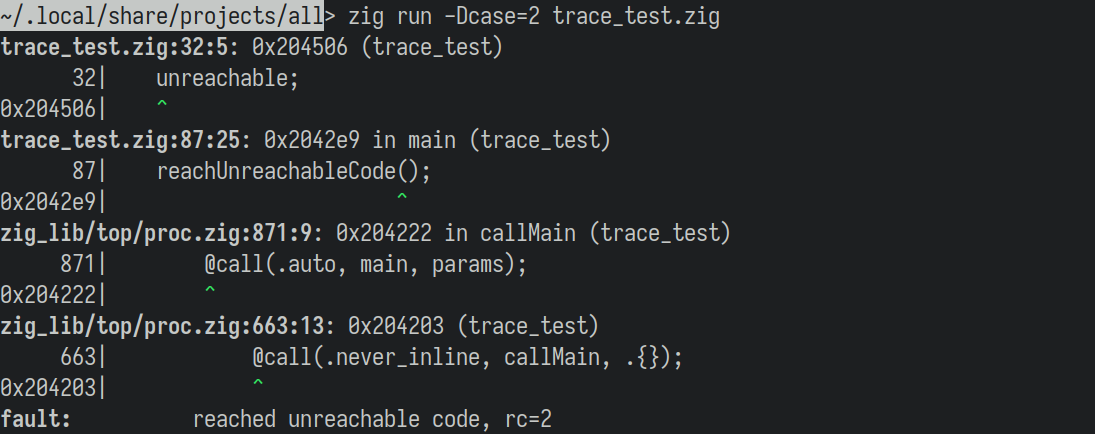 ~/.local/share/projects/all> zig run -Dcase=2 trace_test.zig
trace_test.zig:32:5: 0x204506 (trace_test)
      32|    unreachable;
0x204506|    ^
trace_test.zig:87:25: 0x2042e9 in main (trace_test)
      87|    reachUnreachableCode();
0x2042e9|                        ^
zig_lib/top/proc.zig:871:9: 0x204222 in callMain (trace_test)
     871|        @call(.auto, main, params);
0x204222|        ^
zig_lib/top/proc.zig:663:13: 0x204203 (trace_test)
     663|            @call(.never_inline, callMain, .{});
0x204203|            ^
fault:          reached unreachable code, rc=2